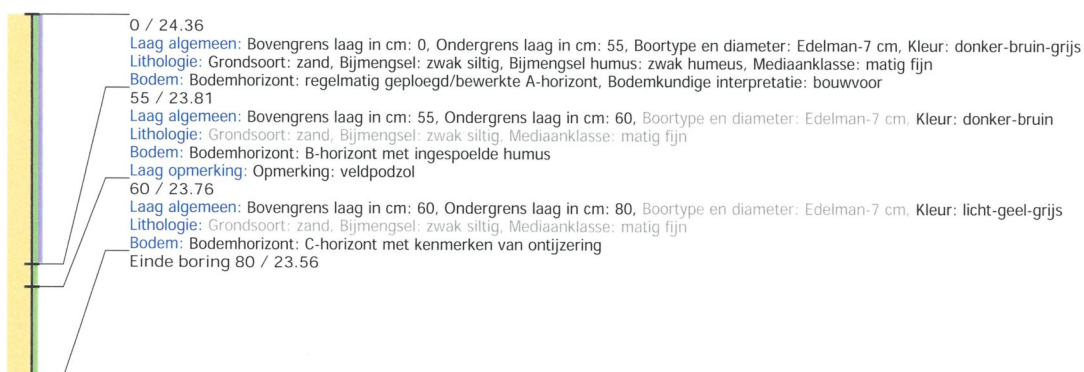 0 / 24.36
Laag algemeen: Bovengrens laag in cm: 0, Ondergrens laag in cm: 55, Boortype en diameter: Edelman-7 cm, Kleur: donker-bruin-grijs
Lithologie: Grondsoort: zand, Bijmengsel: zwak siltig, Bijmengsel humus: zwak humeus, Mediaanklasse: matig fijn
Bodem: Bodemhorizont: regelmatig geploegd/bewerkte A-horizont, Bodemkundige interpretatie: bouwvoor
55 / 23.81
Laag algemeen: Bovengrens laag in cm: 55, Ondergrens laag in cm: 60, Boortype en diameter: Edelman-7 cm, Kleur: donker-bruin
Lithologie: Grondsoort: zand, Bijmengsel: zwak siltig, Mediaanklasse: matig fijn
Bodem: Bodemhorizont: B-horizont met ingespoelde humus
Laag opmerking: Opmerking: veldpodzol
60 / 23.76
Laag algemeen: Bovengrens laag in cm: 60, Ondergrens laag in cm: 80, Boortype en diameter: Edelman-7 cm, Kleur: licht-geel-grijs
Lithologie: Grondsoort: zand, Bijmengsel: zwak siltig, Mediaanklasse: matig fijn
Bodem: Bodemhorizont: C-horizont met kenmerken van ontijzering
Einde boring 80 / 23.56